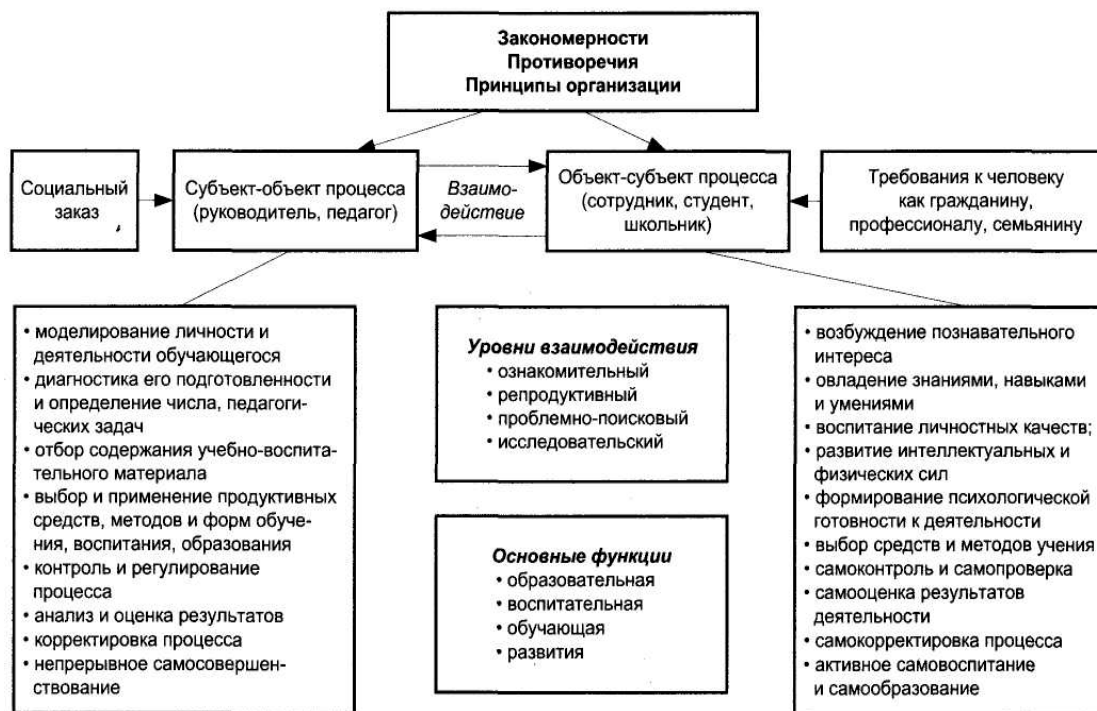 Закономерности
Противоречия
Принципы организации
Социальный
заказ
Субъект-объект процесса
(руководитель, педагог)
Взаимо-
действие
Объект-субъект процесса
(сотрудник, студент,
школьник)
Требования к человеку
как гражданину,
профессионалу, семьянину
• моделирование личности и
деятельности обучающегося
• диагностика его подготовленности
и определение числа, педагоги-
ческих задач
• отбор содержания учебно-воспита-
тельного материала
• выбор и применение продуктивных
средств, методов и форм обуче-
ния, воспитания, образования
• контроль и регулирование
процесса
• анализ и оценка результатов
• корректировка процесса
• непрерывное самосовершен-
ствование
Уровни взаимодействия
• ознакомительный
• репродуктивный
• проблемно-поисковый
• исследовательский
Основные функции
• образовательная
• воспитательная
• обучающая
• развития
• возбуждение познавательного
интереса
• овладение знаниями, навыками
и умениями
• воспитание личностных качеств;
• развитие интеллектуальных и
физических сил
• формирование психологической
готовности к деятельности
• выбор средств и методов учения
• самоконтроль и самопроверка
• самооценка результатов
деятельности
• самокорректировка процесса
• активное самовоспитание
и самообразование